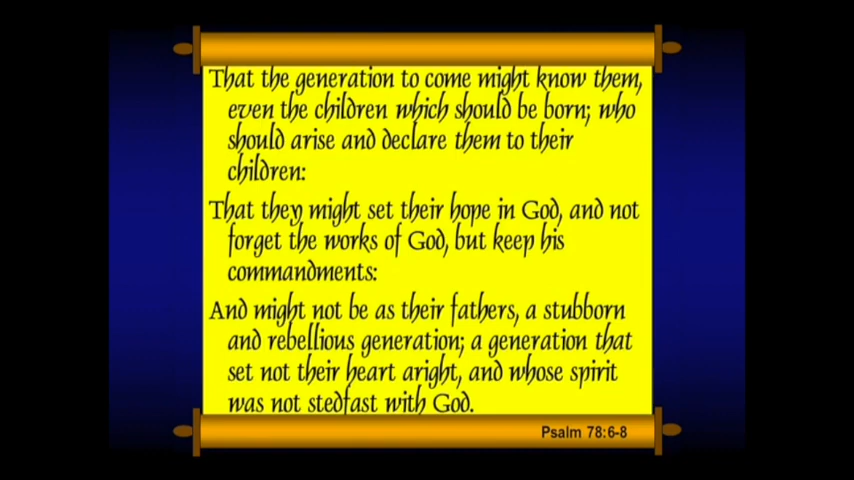 That the generation to come might know them,
even the children which should be born; who
should arise and declare them to their
children:
That they might set their hope in God, and not
forget the works of God, but keep his
commandments:
And might not be as their fathers, a stubborn
and rebellious generation; a generation that
set not their heart aright, and whose spirit
was not stedfast with God.
Psalm 78:6-8